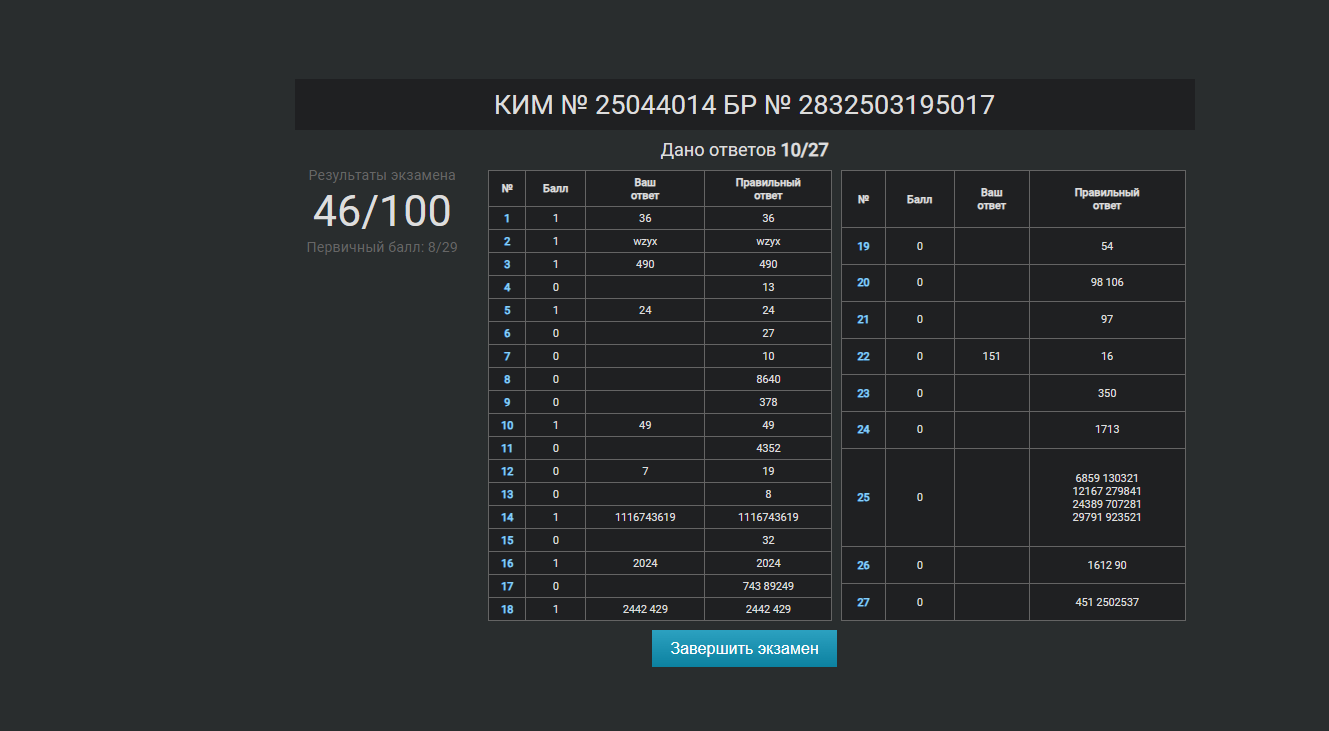 КИМ № 25044014 БР № 2832503195017
Дано ответов 10/27
Результаты экзамена
46/100
Первичный балл: 8/29
№ Балл Ваш ответ Правильный ответ
1 1 36 36
2 1 wzyx wzyx
3 1 490 490
4 0 13
5 1 24 24
6 0 27
7 0 10
8 0 8640
9 0 378
10 1 49 49
11 0 4352
12 0 7 19
13 0 8
14 1 1116743619 1116743619
15 0 32
16 1 2024 2024
17 0 743 89249
18 1 2442 429 2442 429
№ Балл Ваш ответ Правильный ответ
19 0 54
20 0 98 106
21 0 97
22 0 151 16
23 0 350
24 0 1713
25 0 6859 130321
12167 279841
24389 707281
29791 923521
26 0 1612 90
27 0 451 2502537
Завершить экзамен